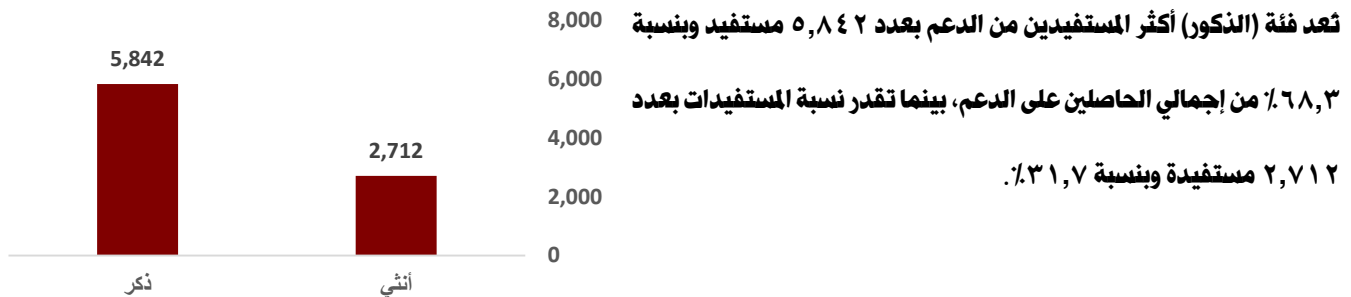 تُعد فئة (الذكور) أكثر المستفيدين من الدعم بعدد ٥,٨٤٢ مستفيد وبنسبة
٦٨,٣٪ من إجمالي الحاصلين على الدعم، بينما تقدر نسبة المستفيدات بعدد
٢,٧١٢ مستفيدة وبنسبة ٣١,٧٪.
8,000
6,000
4,000
2,000
0
5,842
2,712
أنثي
ذكر